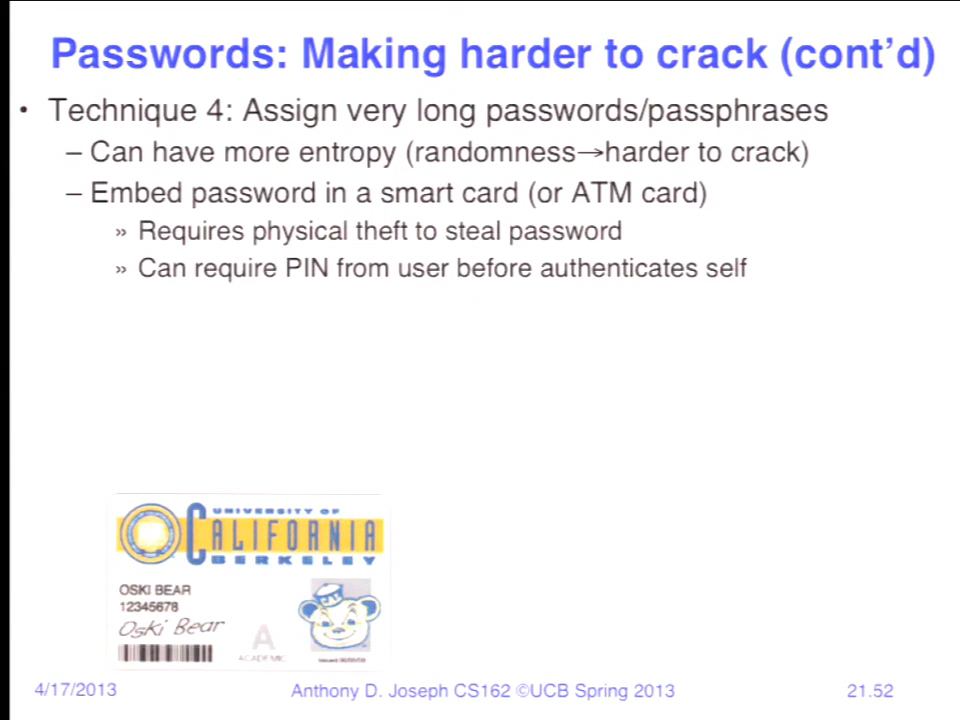 Passwords: Making harder to crack (cont'd)
• Technique 4: Assign very long passwords/passphrases
– Can have more entropy (randomness→harder to crack)
– Embed password in a smart card (or ATM card)
» Requires physical theft to steal password
» Can require PIN from user before authenticates self
UNIVERSITY OF
CALIFORNIA
BERKELEY
OSKI BEAR
12345678
Oski Bear
A
ACADEMIC
4/17/2013
Anthony D. Joseph CS162 ©UCB Spring 2013
21.52